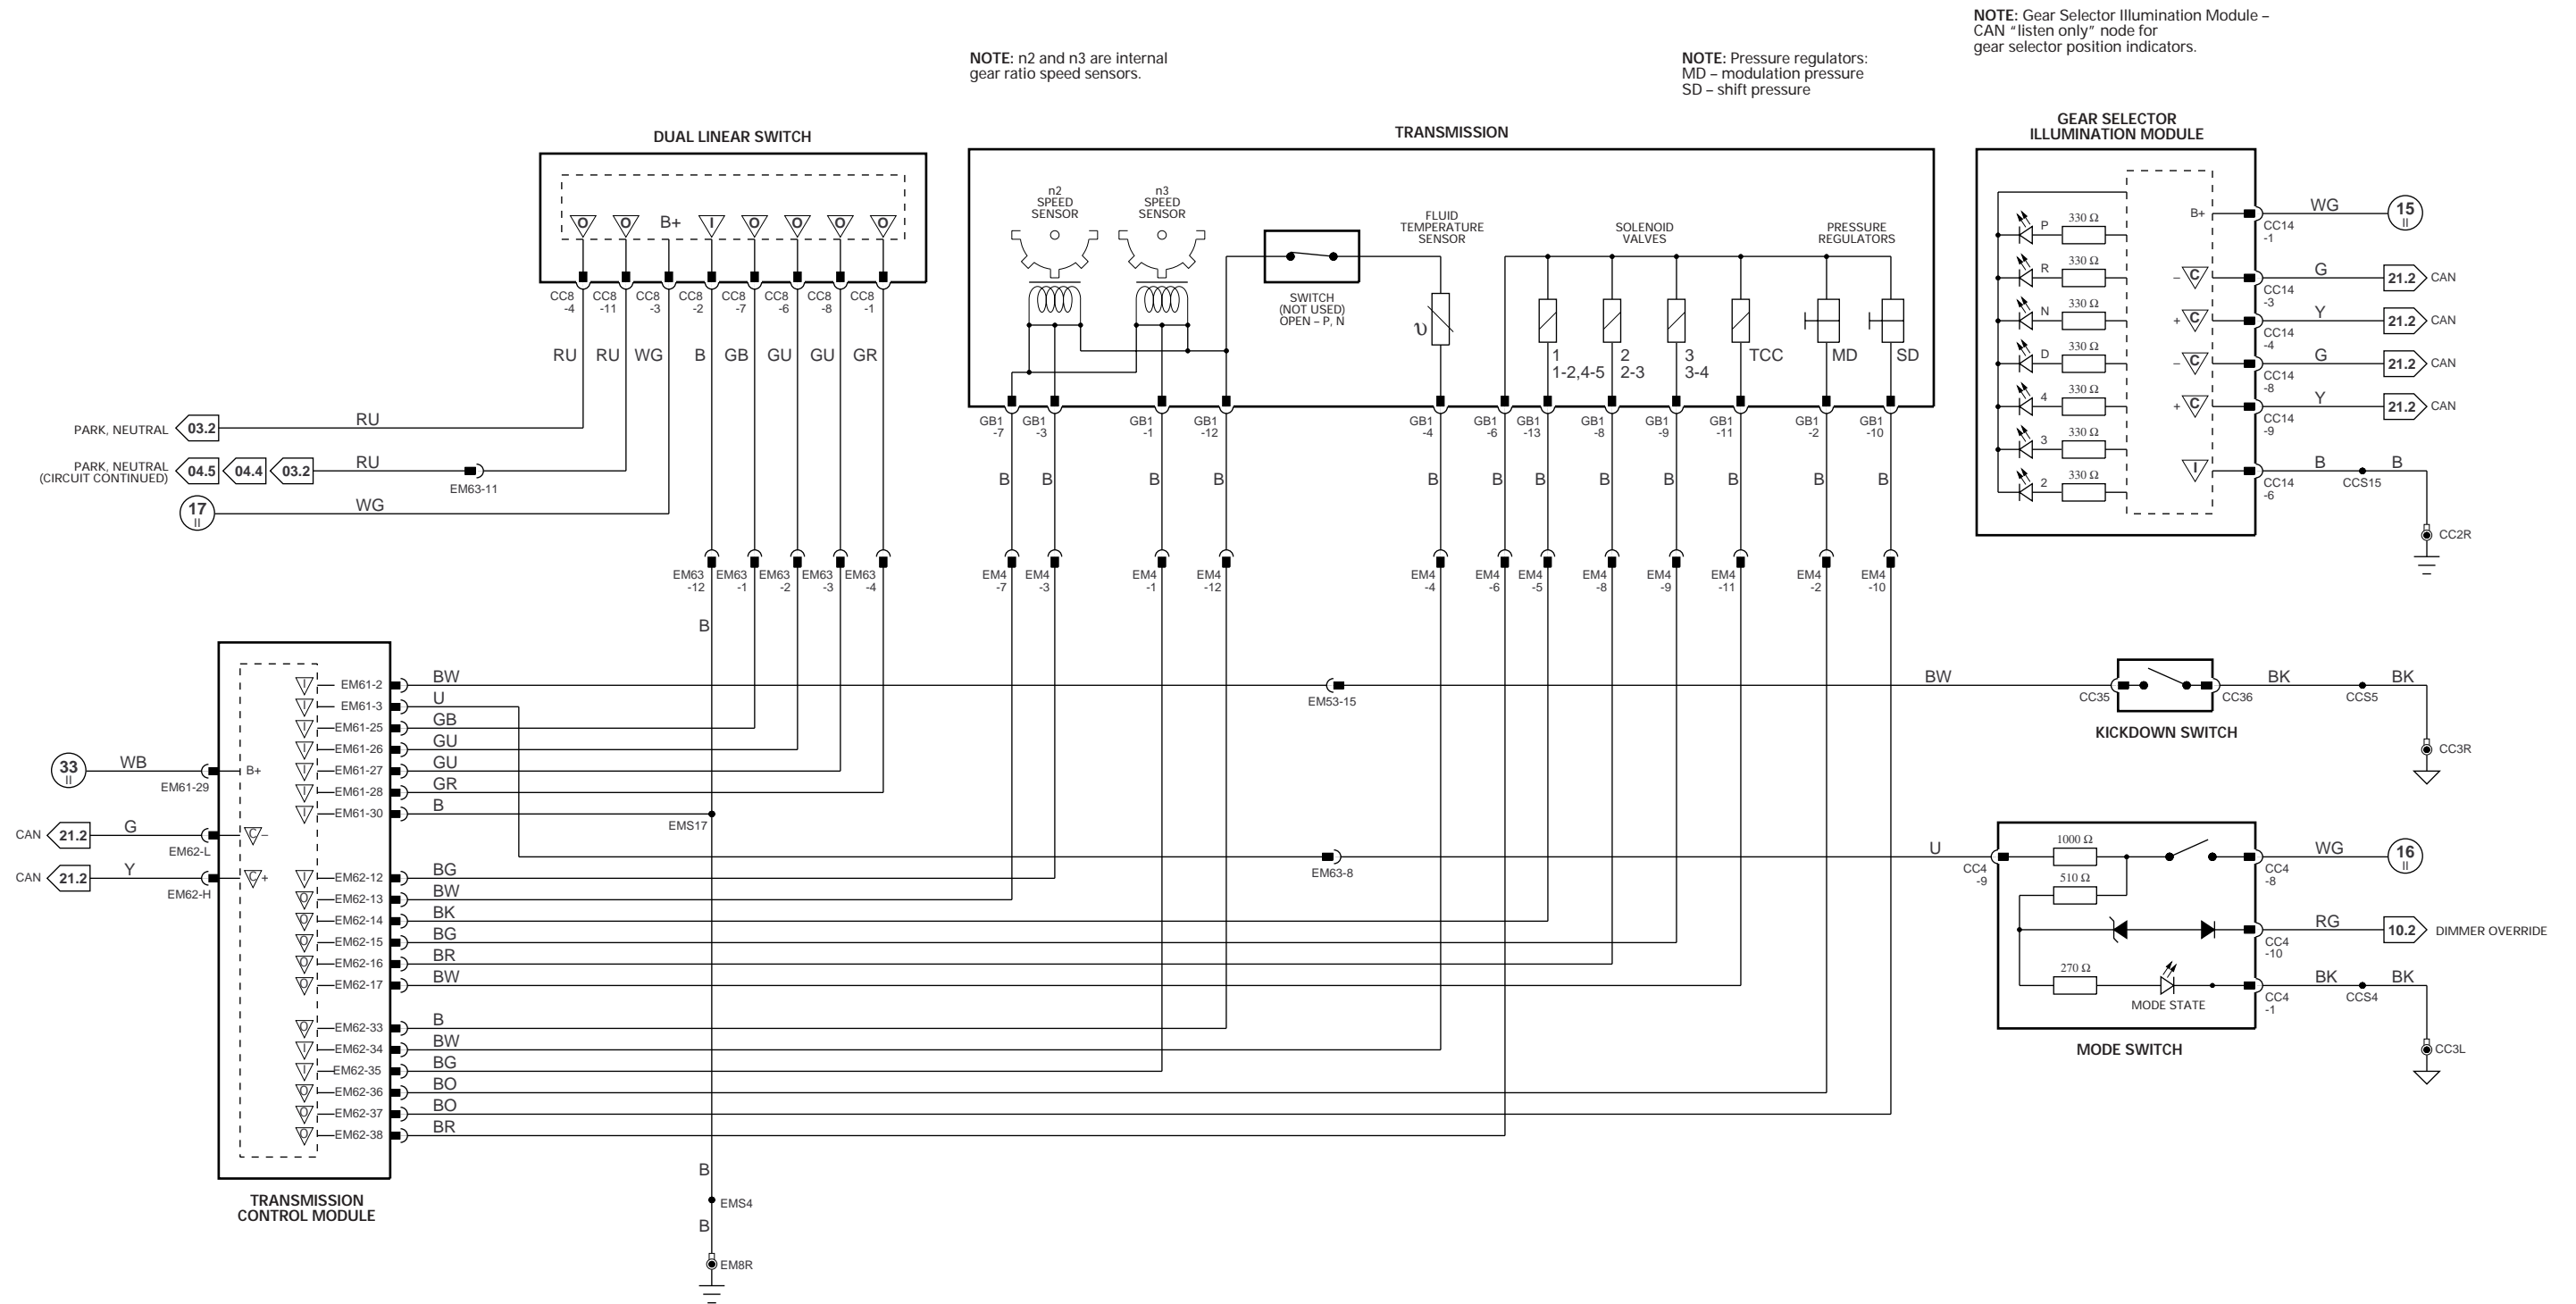 NOTE: Gear Selector Illumination Module –
CAN “listen only” node for
gear selector position indicators.
NOTE: n2 and n3 are internal
gear ratio speed sensors.
NOTE: Pressure regulators:
MD – modulation pressure
SD – shift pressure
DUAL LINEAR SWITCH
O O B+ I O O O O
CC8 CC8 CC8 CC8 CC8 CC8 CC8 CC8
-4 -11 -3 -2 -7 -6 -8 -1
RU RU WG B GB GU GU GR
PARK, NEUTRAL 03.2 RU
PARK, NEUTRAL
(CIRCUIT CONTINUED)
04.5 04.4 03.2 RU
EM63-11
17
II
WG
EM63 EM63 EM63 EM63 EM63
-12 -1 -2 -3 -4
B
TRANSMISSION
n2
SPEED
SENSOR
n3
SPEED
SENSOR
SWITCH
(NOT USED)
OPEN – P, N
FLUID
TEMPERATURE
SENSOR
υ
SOLENOID
VALVES
PRESSURE
REGULATORS
1 2 3 TCC MD SD
1-2,4-5 2-3 3-4
GB1 GB1 GB1 GB1 GB1 GB1 GB1 GB1 GB1 GB1 GB1 GB1
-7 -3 -1 -12 -4 -6 -13 -8 -9 -11 -2 -10
B B B B B B B B B B B B
EM4 EM4 EM4 EM4 EM4 EM4 EM4 EM4 EM4 EM4 EM4 EM4
-7 -3 -1 -12 -4 -6 -5 -8 -9 -11 -2 -10
GEAR SELECTOR
ILLUMINATION MODULE
P 330 Ω
R 330 Ω
N 330 Ω
D 330 Ω
4 330 Ω
3 330 Ω
2 330 Ω
B+ CC14
-1
WG 15
II
– C CC14
-3
G 21.2 CAN
+ C CC14
-4
Y 21.2 CAN
– C CC14
-8
G 21.2 CAN
+ C CC14
-9
Y 21.2 CAN
I CC14
-6
B CCS15 B
CC2R
33
II
WB
EM61-29
B+
CAN 21.2 G
EM62-L
C –
CAN 21.2 Y
EM62-H
C +
I EM61-2 BW
I EM61-3 U
I EM61-25 GB
I EM61-26 GU
I EM61-27 GU
I EM61-28 GR
I EM61-30 B
EMS17
I EM62-12 BG
O EM62-13 BW
O EM62-14 BK
O EM62-15 BG
O EM62-16 BR
O EM62-17 BW
O EM62-33 B
I EM62-34 BW
I EM62-35 BG
O EM62-36 BO
O EM62-37 BO
O EM62-38 BR
TRANSMISSION
CONTROL MODULE
B
EMS4
B
EM8R
EM53-15
BW
CC35
CC36
BK CCS5 BK
KICKDOWN SWITCH
CC3R
EM63-8
U
CC4
-9
1000 Ω
510 Ω
270 Ω
MODE STATE
CC4
-8
WG 16
II
CC4
-10
RG 10.2 DIMMER OVERRIDE
CC4
-1
BK CCS4 BK
CC3L
MODE SWITCH